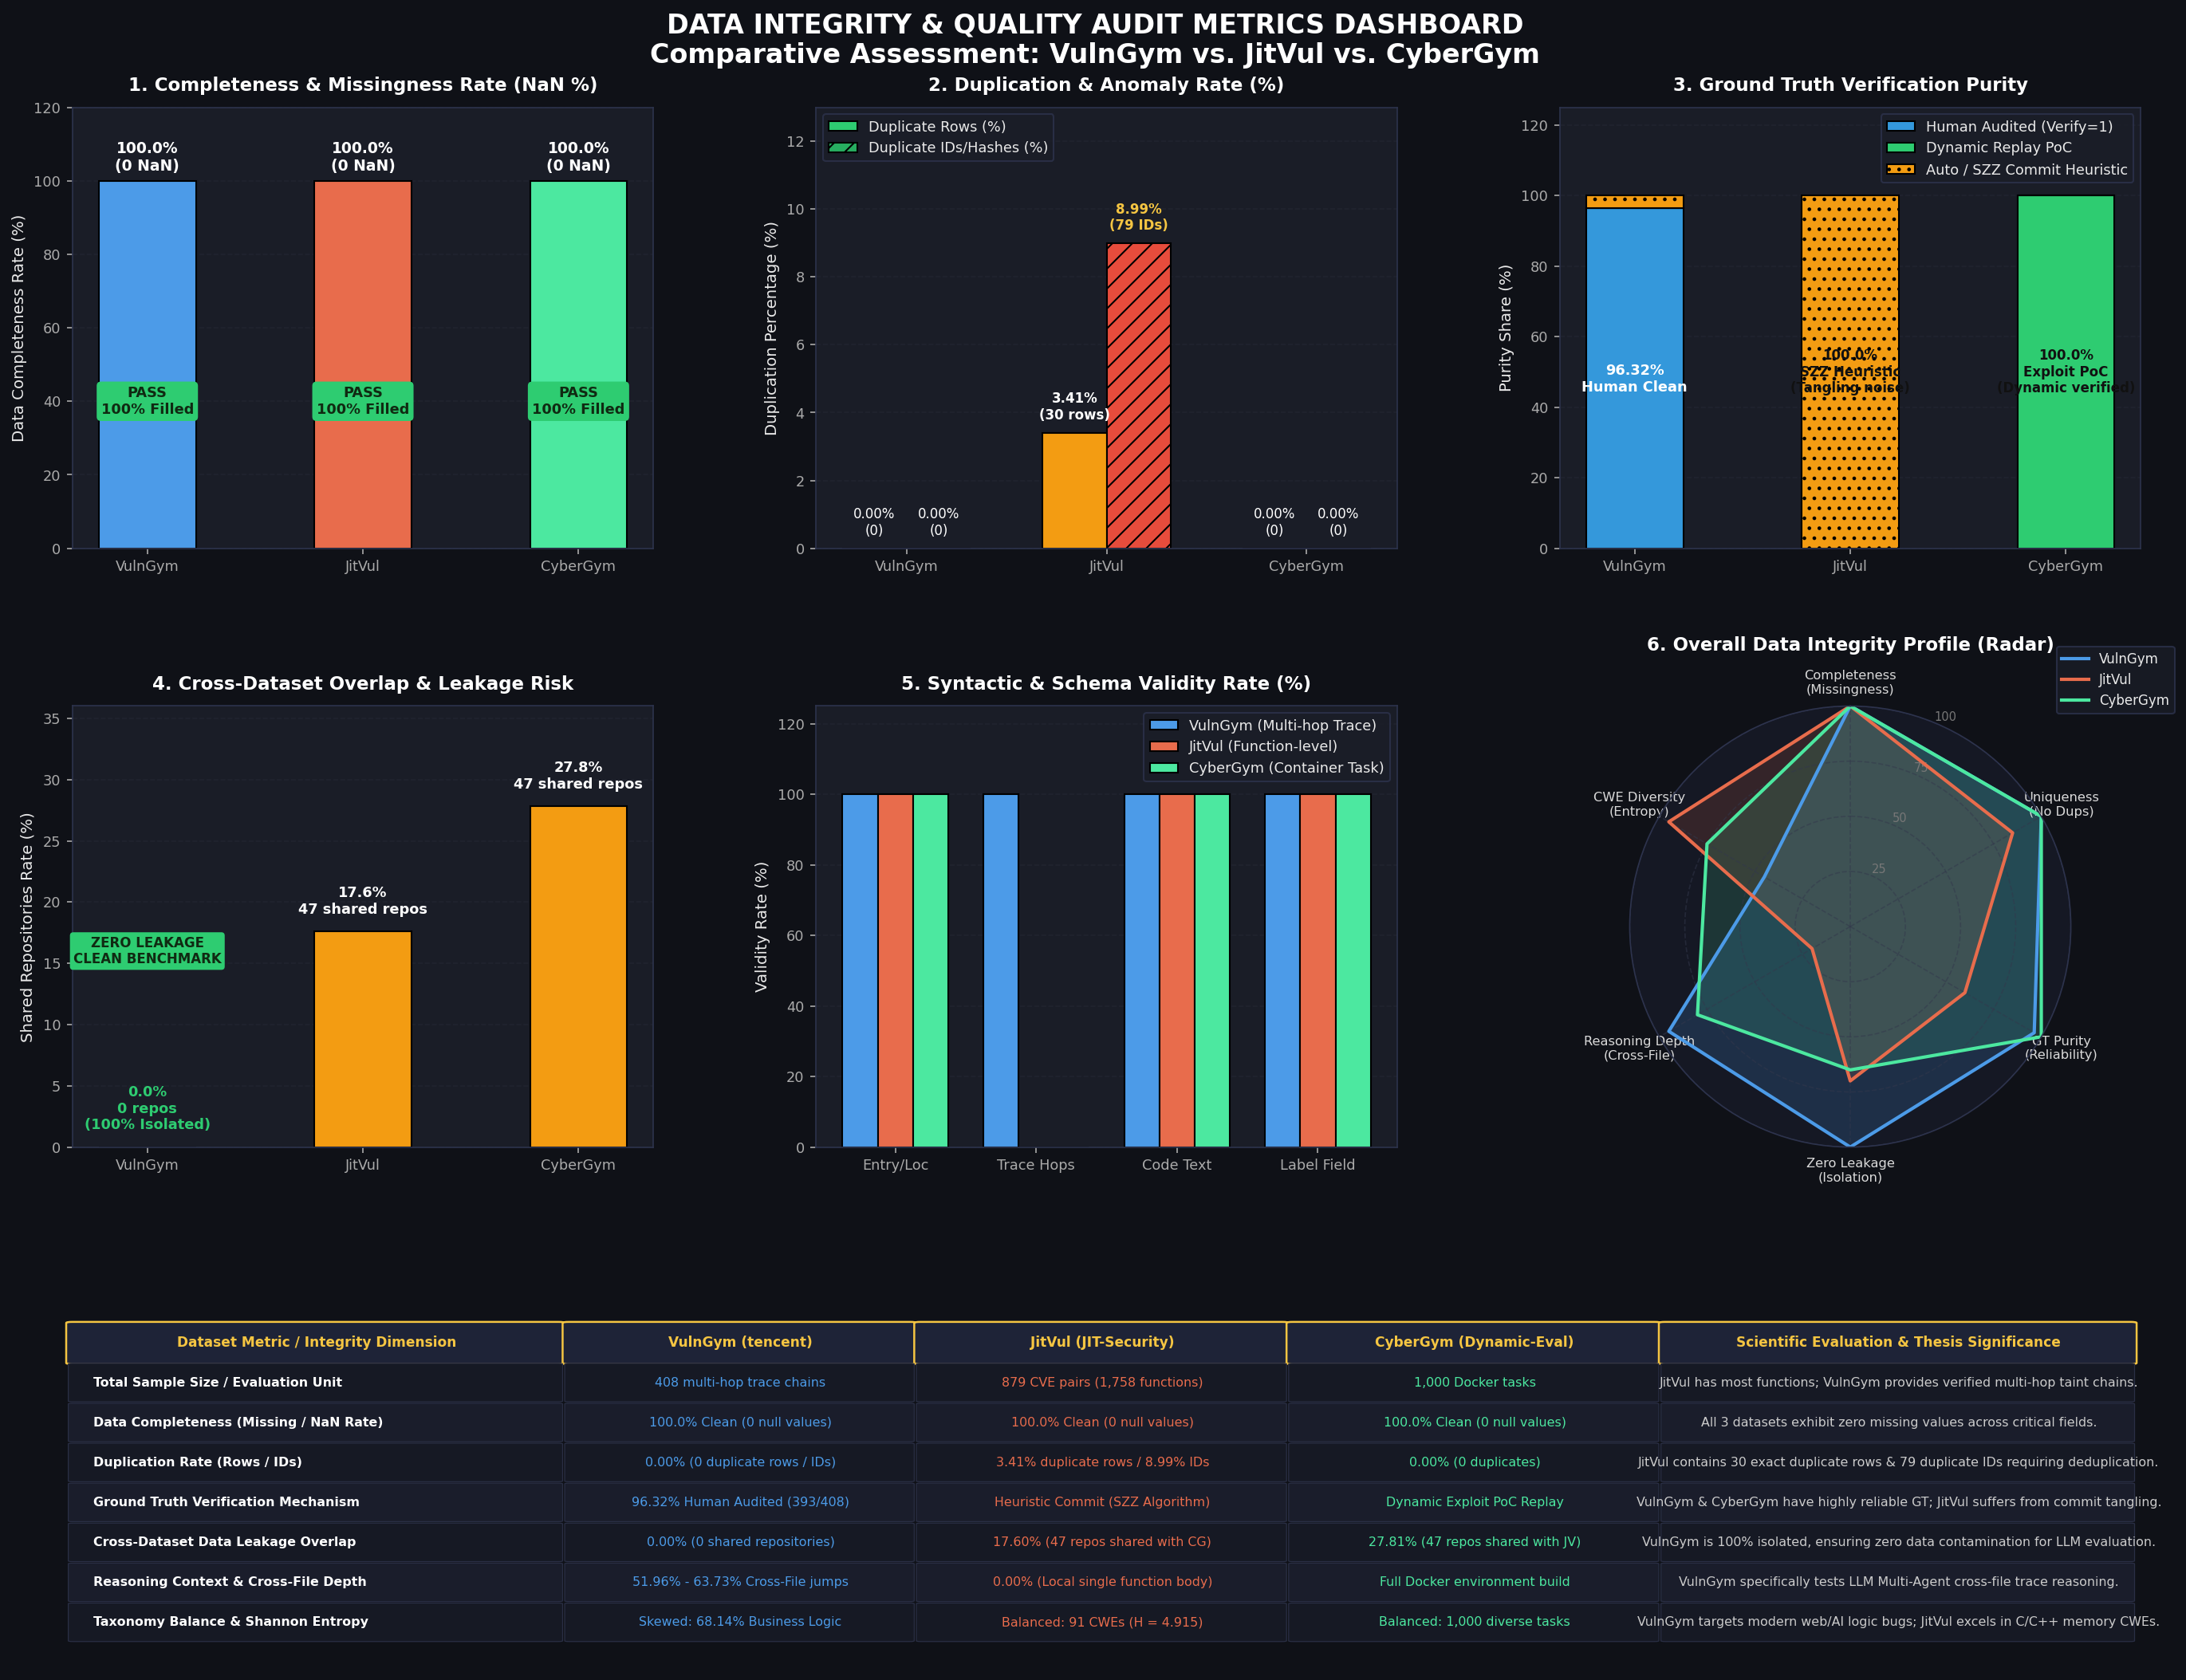 DATA INTEGRITY & QUALITY AUDIT METRICS DASHBOARD
Comparative Assessment: VulnGym vs. JitVul vs. CyberGym
1. Completeness & Missingness Rate (NaN %)
Data Completeness Rate (%)
120
100
80
60
40
20
0
100.0%
(0 NaN)
100.0%
(0 NaN)
100.0%
(0 NaN)
PASS
100% Filled
PASS
100% Filled
PASS
100% Filled
VulnGym
JitVul
CyberGym
2. Duplication & Anomaly Rate (%)
Duplication Percentage (%)
12
10
8
6
4
2
0
Duplicate Rows (%)
Duplicate IDs/Hashes (%)
0.00%
(0)
0.00%
(0)
3.41%
(30 rows)
8.99%
(79 IDs)
0.00%
(0)
0.00%
(0)
VulnGym
JitVul
CyberGym
3. Ground Truth Verification Purity
Purity Share (%)
120
100
80
60
40
20
0
Human Audited (Verify=1)
Dynamic Replay PoC
Auto / SZZ Commit Heuristic
96.32%
Human Clean
100.0%
SZZ Heuristic
(Tangling noise)
100.0%
Exploit PoC
(Dynamic verified)
VulnGym
JitVul
CyberGym
4. Cross-Dataset Overlap & Leakage Risk
Shared Repositories Rate (%)
35
30
25
20
15
10
5
0
ZERO LEAKAGE
CLEAN BENCHMARK
0.0%
0 repos
(100% Isolated)
17.6%
47 shared repos
27.8%
47 shared repos
VulnGym
JitVul
CyberGym
5. Syntactic & Schema Validity Rate (%)
Validity Rate (%)
120
100
80
60
40
20
0
VulnGym (Multi-hop Trace)
JitVul (Function-level)
CyberGym (Container Task)
Entry/Loc
Trace Hops
Code Text
Label Field
6. Overall Data Integrity Profile (Radar)
VulnGym
JitVul
CyberGym
Completeness
(Missingness)
100
75
50
25
Uniqueness
(No Dups)
CWE Diversity
(Entropy)
Reasoning Depth
(Cross-File)
GT Purity
(Reliability)
Zero Leakage
(Isolation)
Dataset Metric / Integrity Dimension
VulnGym (tencent)
JitVul (JIT-Security)
CyberGym (Dynamic-Eval)
Scientific Evaluation & Thesis Significance
Total Sample Size / Evaluation Unit
408 multi-hop trace chains
879 CVE pairs (1,758 functions)
1,000 Docker tasks
JitVul has most functions; VulnGym provides verified multi-hop taint chains.
Data Completeness (Missing / NaN Rate)
100.0% Clean (0 null values)
100.0% Clean (0 null values)
100.0% Clean (0 null values)
All 3 datasets exhibit zero missing values across critical fields.
Duplication Rate (Rows / IDs)
0.00% (0 duplicate rows / IDs)
3.41% duplicate rows / 8.99% IDs
0.00% (0 duplicates)
JitVul contains 30 exact duplicate rows & 79 duplicate IDs requiring deduplication.
Ground Truth Verification Mechanism
96.32% Human Audited (393/408)
Heuristic Commit (SZZ Algorithm)
Dynamic Exploit PoC Replay
VulnGym & CyberGym have highly reliable GT; JitVul suffers from commit tangling.
Cross-Dataset Data Leakage Overlap
0.00% (0 shared repositories)
17.60% (47 repos shared with CG)
27.81% (47 repos shared with JV)
VulnGym is 100% isolated, ensuring zero data contamination for LLM evaluation.
Reasoning Context & Cross-File Depth
51.96% - 63.73% Cross-File jumps
0.00% (Local single function body)
Full Docker environment build
VulnGym specifically tests LLM Multi-Agent cross-file trace reasoning.
Taxonomy Balance & Shannon Entropy
Skewed: 68.14% Business Logic
Balanced: 91 CWEs (H = 4.915)
Balanced: 1,000 diverse tasks
VulnGym targets modern web/AI logic bugs; JitVul excels in C/C++ memory CWEs.